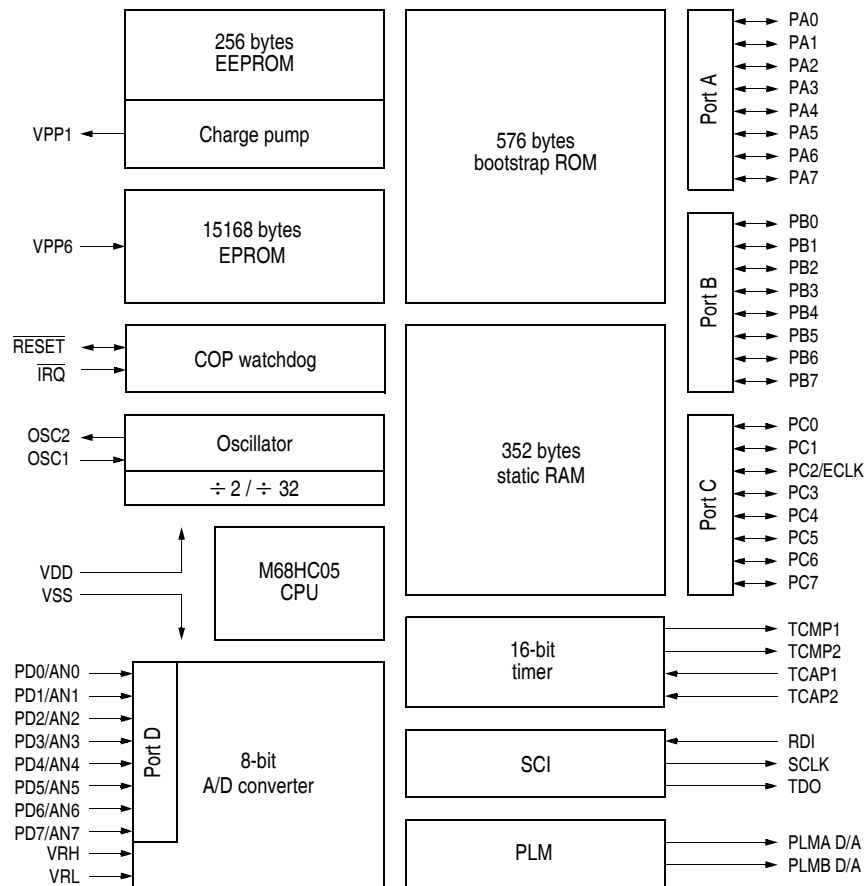 256 bytes
EEPROM
Charge pump
VPP1
15168 bytes
EPROM
VPP6
RESET
IRQ
COP watchdog
OSC2
OSC1
Oscillator
÷ 2 / ÷ 32
VDD
VSS
M68HC05
CPU
PD0/AN0
PD1/AN1
PD2/AN2
PD3/AN3
PD4/AN4
PD5/AN5
PD6/AN6
PD7/AN7
VRH
VRL
Port D
8-bit
A/D converter
576 bytes
bootstrap ROM
352 bytes
static RAM
16-bit
timer
SCI
PLM
Port A
PA0
PA1
PA2
PA3
PA4
PA5
PA6
PA7
Port B
PB0
PB1
PB2
PB3
PB4
PB5
PB6
PB7
Port C
PC0
PC1
PC2/ECLK
PC3
PC4
PC5
PC6
PC7
TCMP1
TCMP2
TCAP1
TCAP2
RDI
SCLK
TDO
PLMA D/A
PLMB D/A